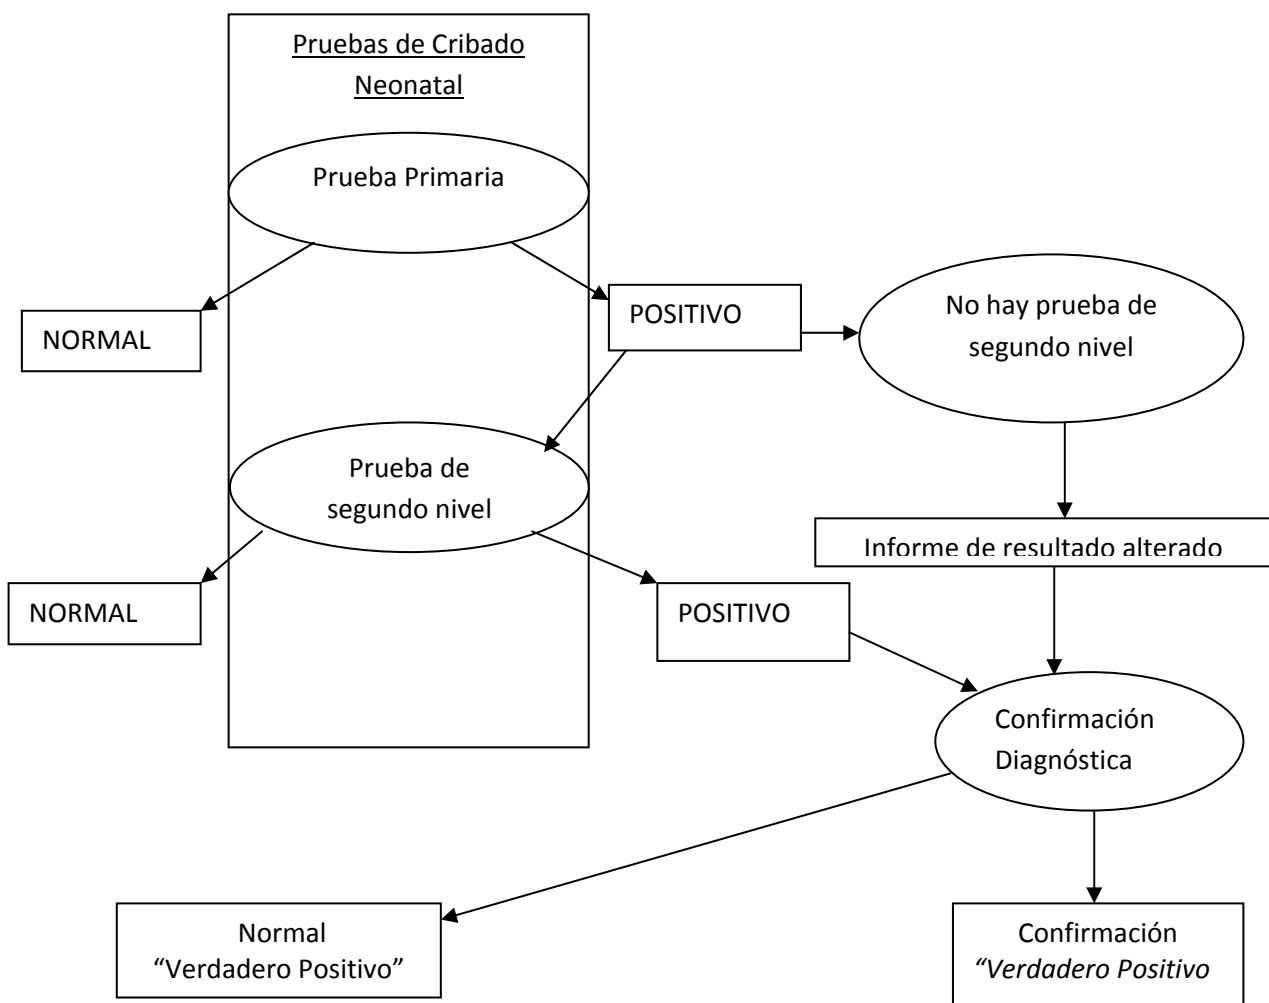 Pruebas de Cribado
Neonatal
Prueba Primaria
NORMAL
POSITIVO
No hay prueba de
segundo nivel
Prueba de
segundo nivel
Informe de resultado alterado
NORMAL
POSITIVO
Confirmación
Diagnóstica
Normal
“Verdadero Positivo”
Confirmación
“Verdadero Positivo